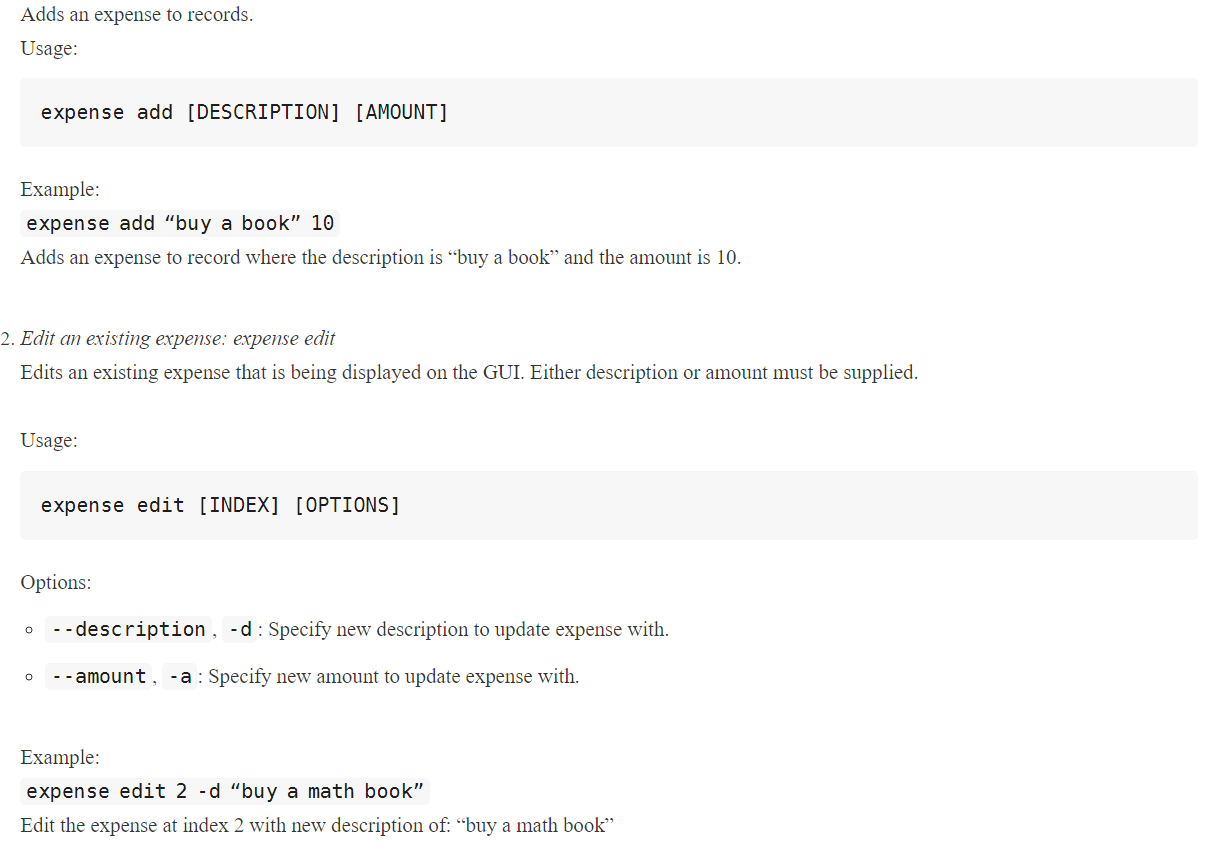 Adds an expense to records.
Usage:
expense add [DESCRIPTION] [AMOUNT]
Example:
expense add “buy a book” 10
Adds an expense to record where the description is “buy a book” and the amount is 10.
2. Edit an existing expense: expense edit
Edits an existing expense that is being displayed on the GUI. Either description or amount must be supplied.
Usage:
expense edit [INDEX] [OPTIONS]
Options:
◦ --description, -d: Specify new description to update expense with.
◦ --amount, -a: Specify new amount to update expense with.
Example:
expense edit 2 -d “buy a math book”
Edit the expense at index 2 with new description of: “buy a math book”